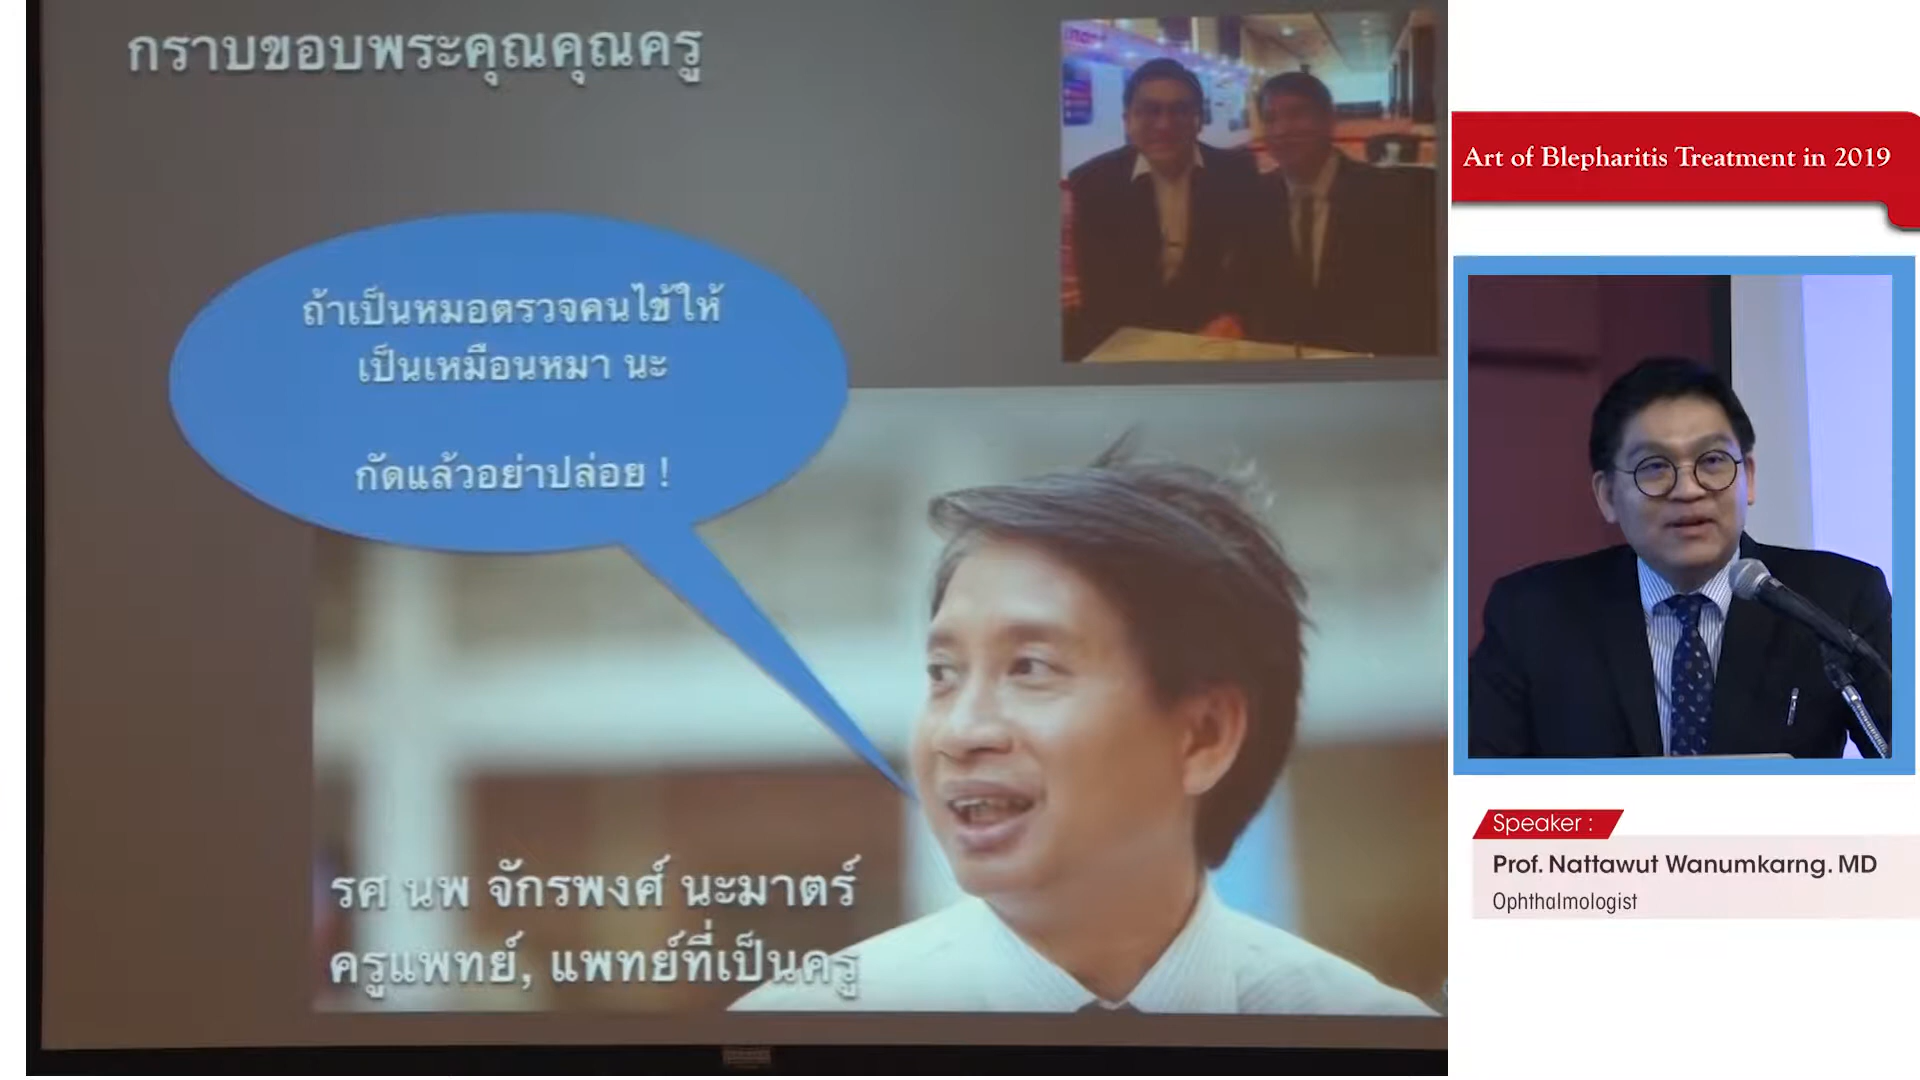 กราบขอบพระคุณคุณครู
ถ้าเป็นหมอตรวจคนไข้ให้
เป็นเหมือนหมา นะ
กัดแล้วอย่าปล่อย !
รศ นพ จักรพงศ์ นะมาตร์
ครูแพทย์, แพทย์ที่เป็นครู
Art of Blepharitis Treatment in 2019
Speaker :
Prof. Nattawut Wanumkarng. MD
Ophthalmologist